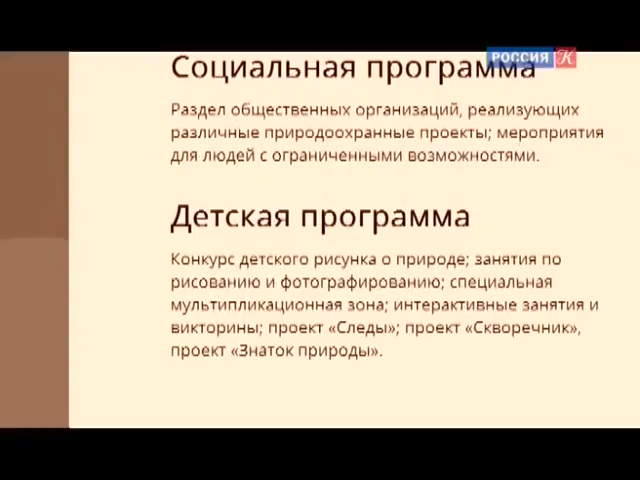 РОССИЯ К
Социальная программа
Раздел общественных организаций, реализующих
различные природоохранные проекты; мероприятия
для людей с ограниченными возможностями.
Детская программа
Конкурс детского рисунка о природе; занятия по
рисованию и фотографированию; специальная
мультипликационная зона; интерактивные занятия и
викторины; проект «Следы»; проект «Скворечник»,
проект «Знаток природы».